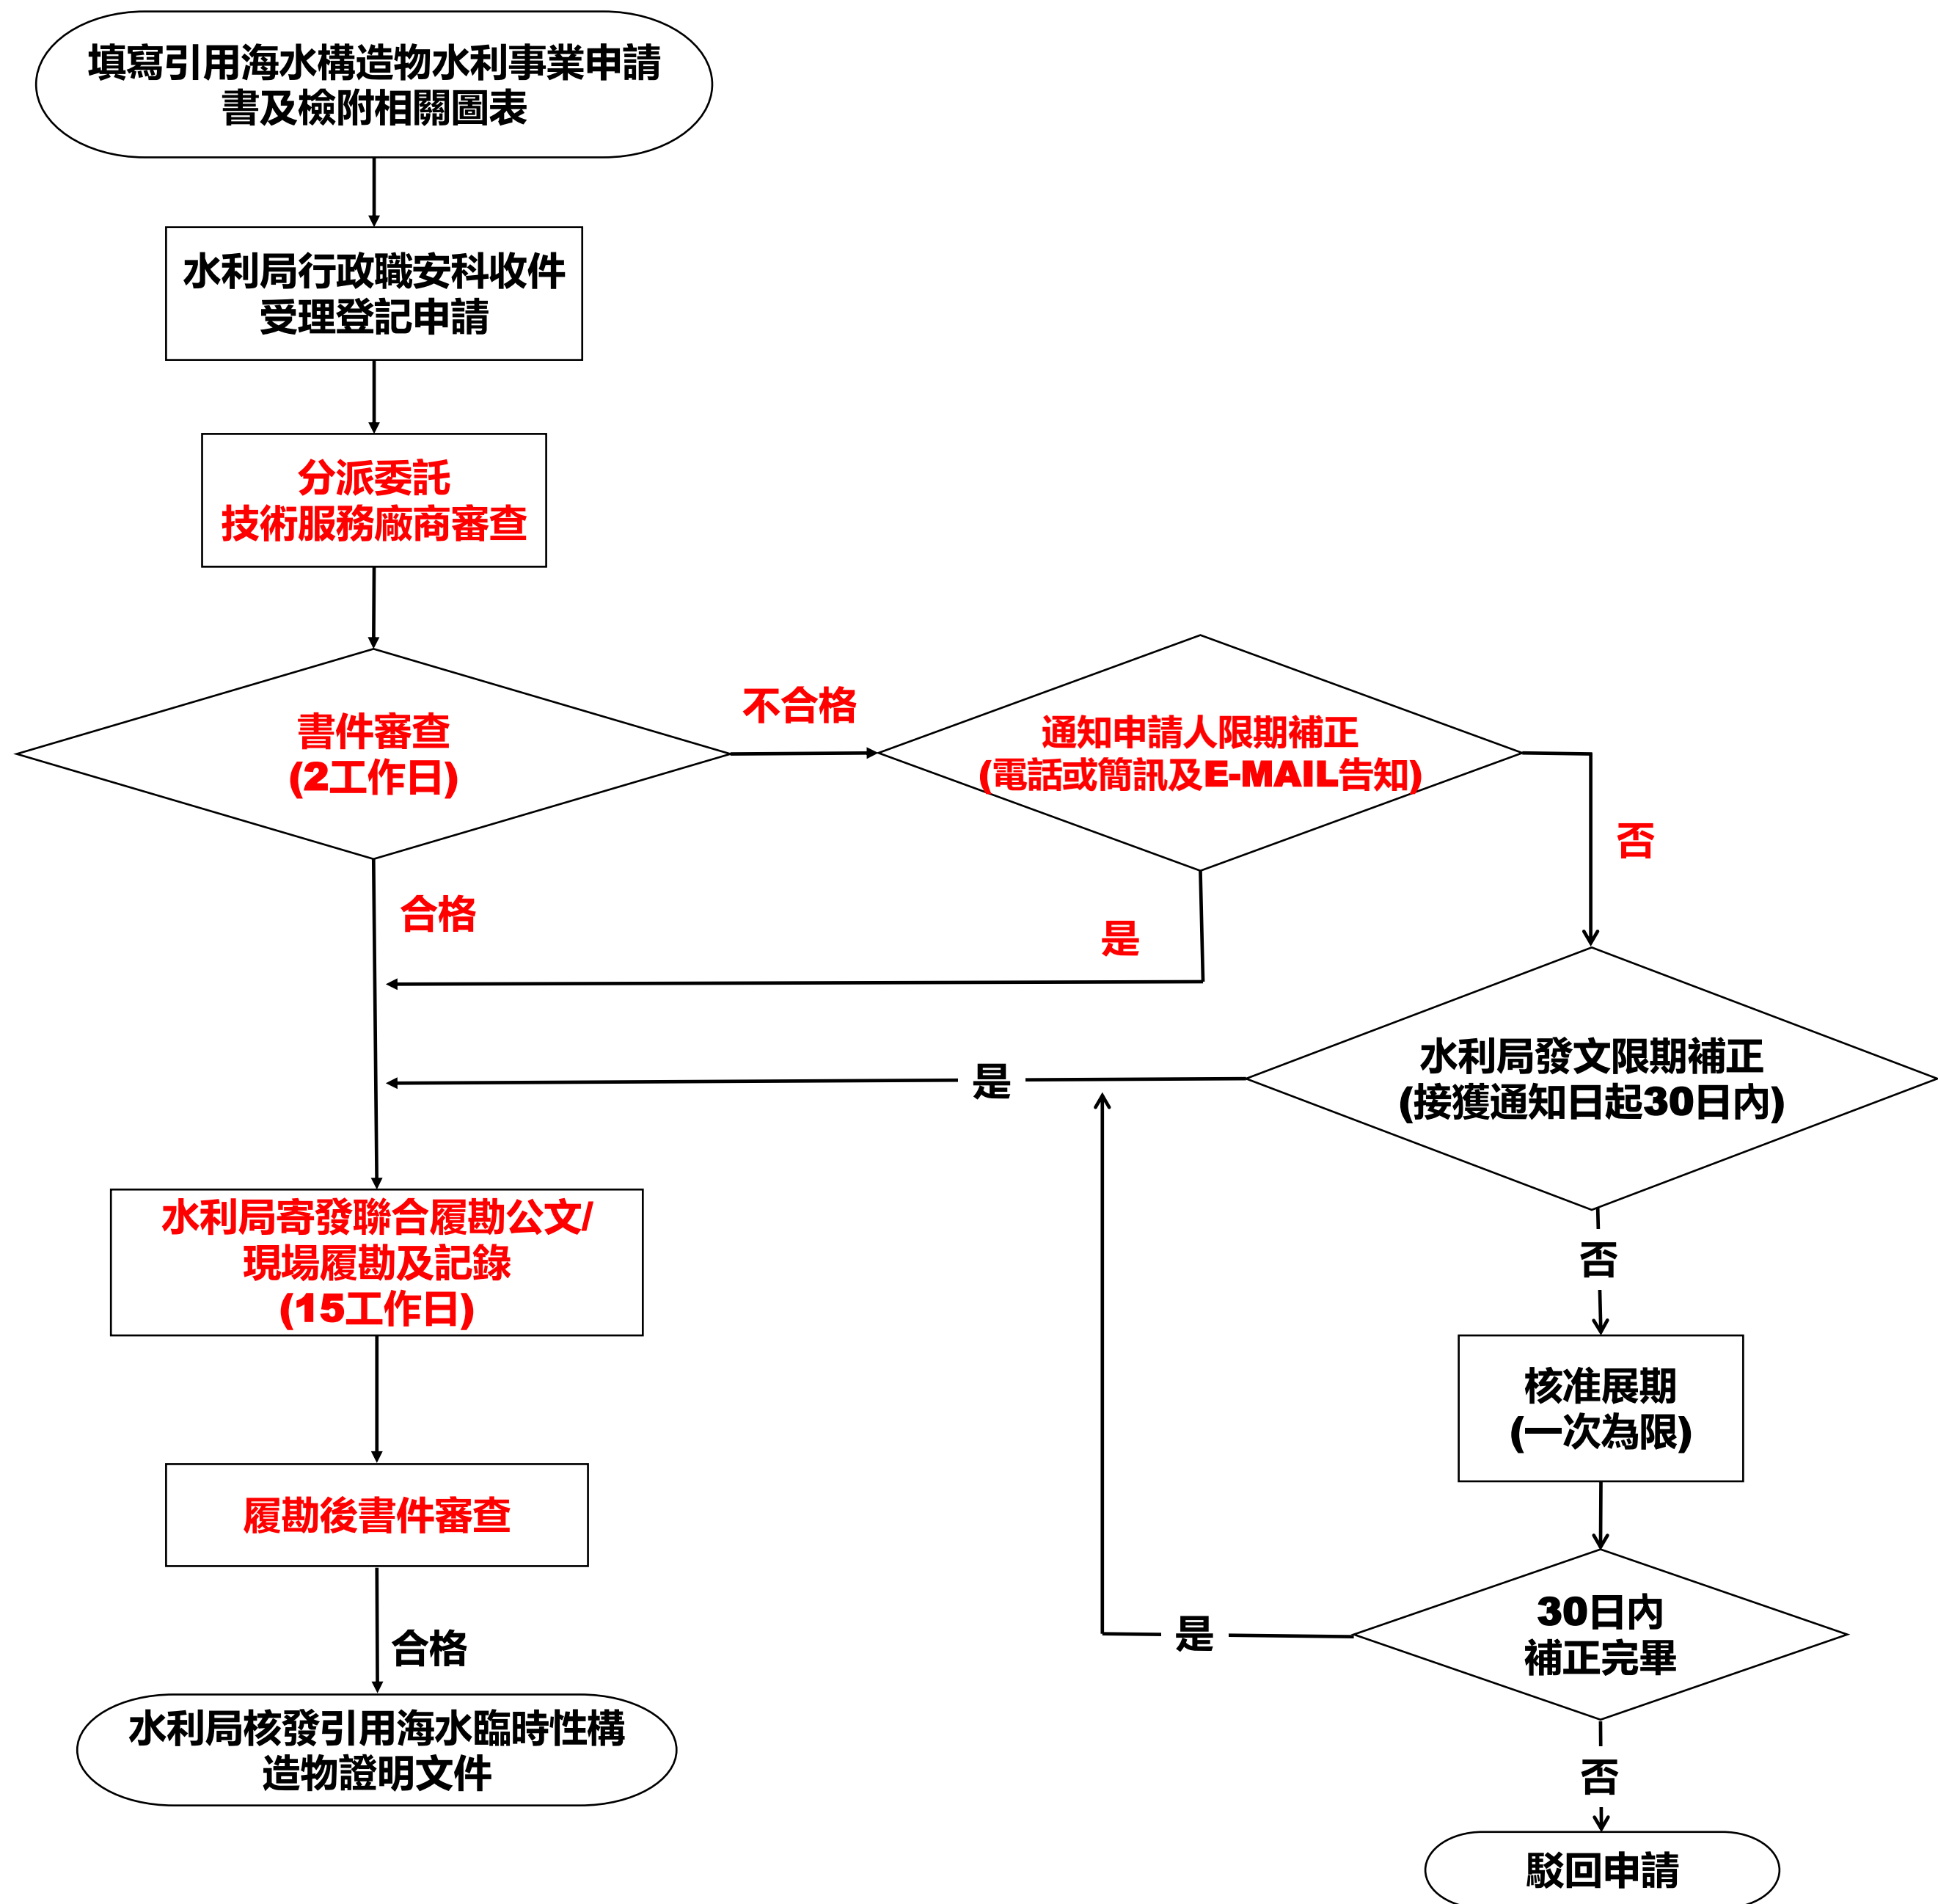 填寫引用海水構造物水利事業申請
書及檢附相關圖表
水利局行政職安科收件
受理登記申請
分派委託
技術服務廠商審查
書件審查
(2工作日)
不合格
通知申請人限期補正
(電話或簡訊及E-MAIL告知)
否
合格
是
水利局發文限期補正
(接獲通知日起30日內)
是
水利局寄發聯合履勘公文/
現場履勘及記錄
(15工作日)
否
核准展期
(一次為限)
履勘後書件審查
30日內
補正完畢
是
合格
水利局核發引用海水臨時性構
造物證明文件
否
駁回申請